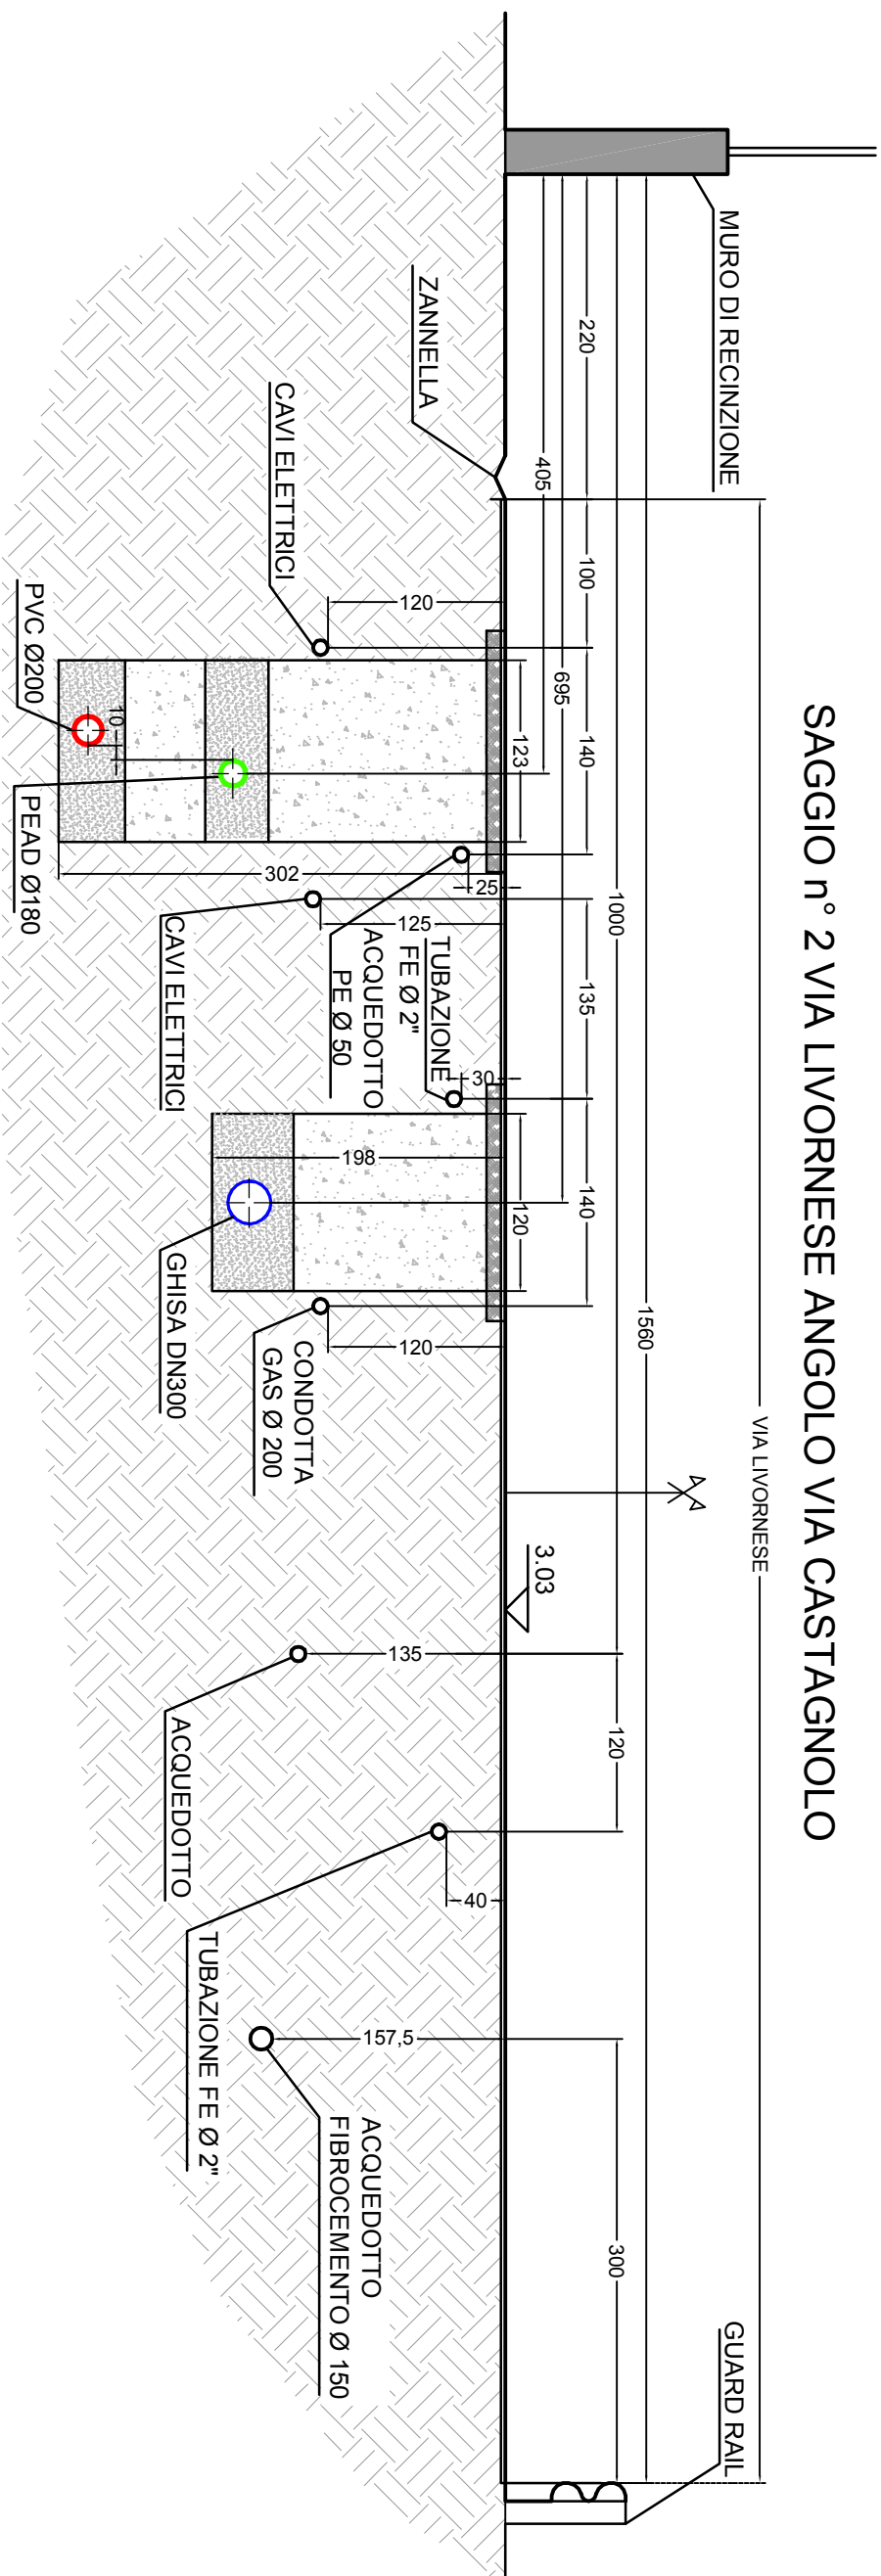 SAGGIO n° 2 VIA LIVORNESE ANGOLO VIA CASTAGNOLO
VIA LIVORNESE
MURO DI RECINZIONE
GUARD RAIL
1560
1000
120
300
220
100
140
135
140
695
405
3.03
123
120
ZANNELLA
CAVI ELETTRICI
120
PVC Ø200
10
PEAD Ø180
302
25
125
CAVI ELETTRICI
ACQUEDOTTO
PE Ø 50
TUBAZIONE
FE Ø 2"
30
198
GHISA DN300
120
CONDOTTA
GAS Ø 200
135
ACQUEDOTTO
40
TUBAZIONE FE Ø 2"
157,5
ACQUEDOTTO
FIBROCEMENTO Ø 150